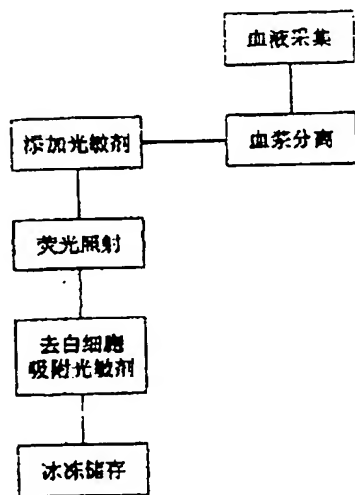 血液采集
血浆分离
添加光敏剂
荧光照射
去白细胞
吸附光敏剂
冰冻储存